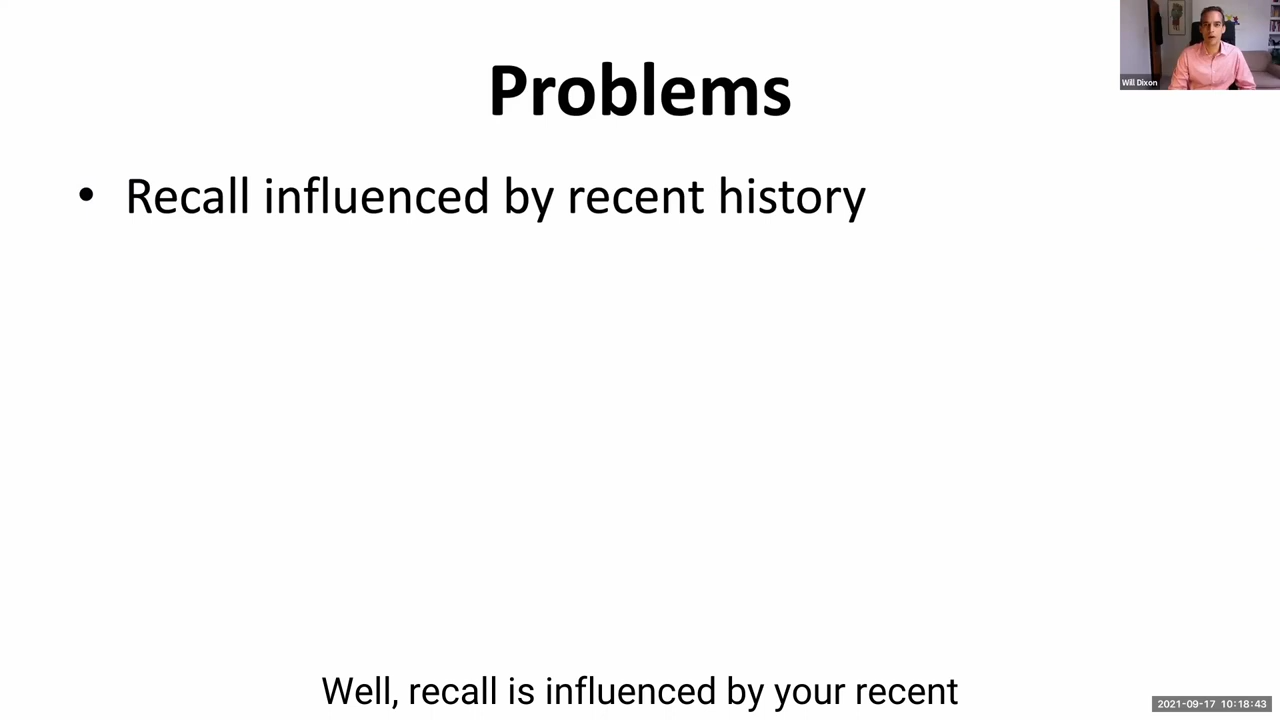 Problems
Will Dixon
• Recall influenced by recent history
Well, recall is influenced by your recent
2021-09-17 10:18:43